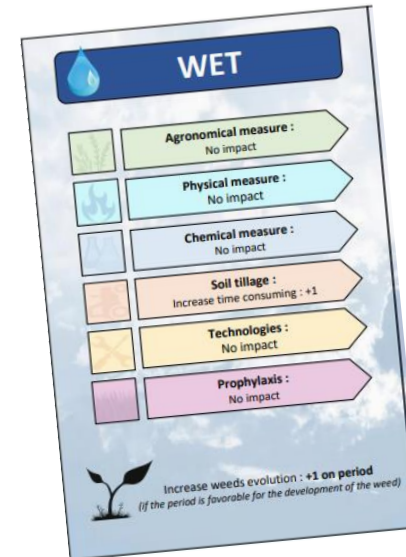 WET
Agronomical measure :
No impact
Physical measure :
No impact
Chemical measure :
No impact
Soil tillage :
Increase time consuming : +1
Technologies :
No impact
Prophylaxis :
No impact
Increase weeds evolution : +1 on period
(if the period is favorable for the development of the weed)